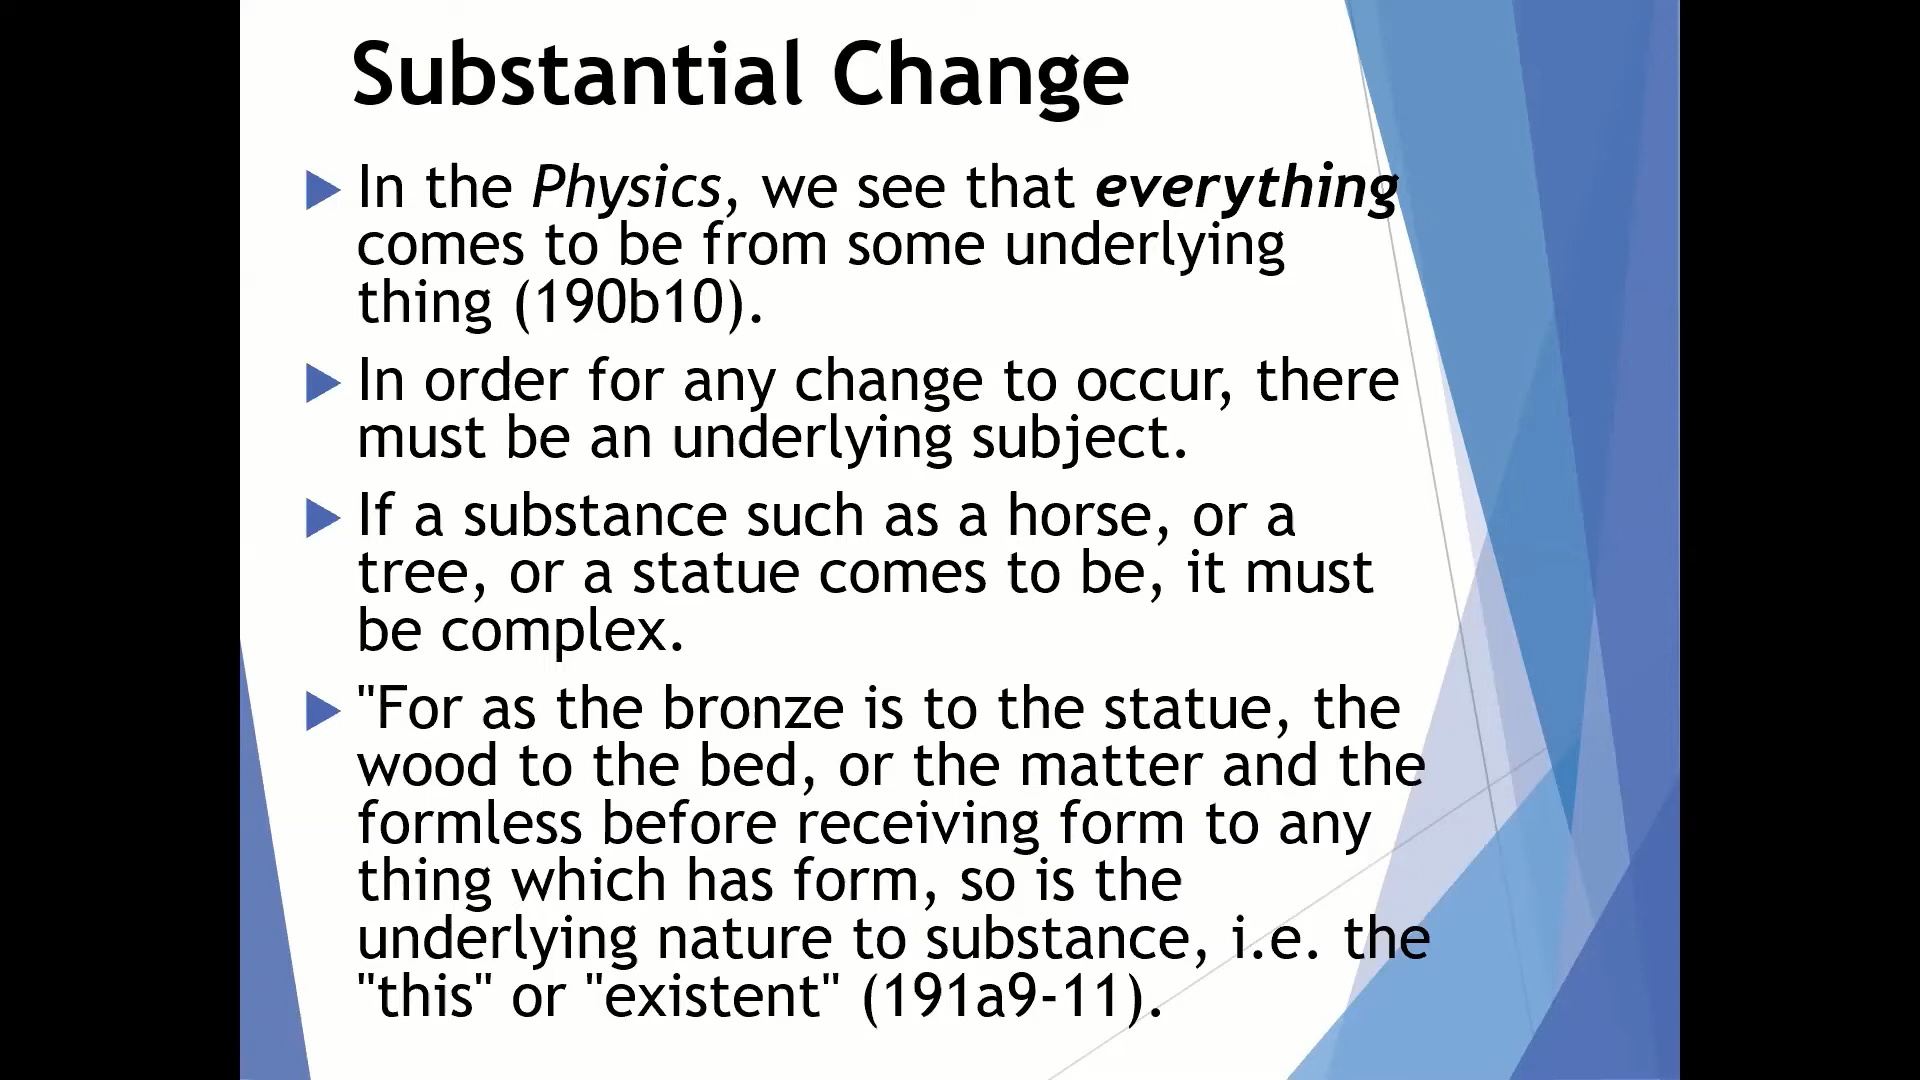 Substantial Change
In the Physics, we see that everything
comes to be from some underlying
thing (190b10).
In order for any change to occur, there
must be an underlying subject.
If a substance such as a horse, or a
tree, or a statue comes to be, it must
be complex.
"For as the bronze is to the statue, the
wood to the bed, or the matter and the
formless before receiving form to any
thing which has form, so is the
underlying nature to substance, i.e. the
"this" or "existent" (191a9-11).